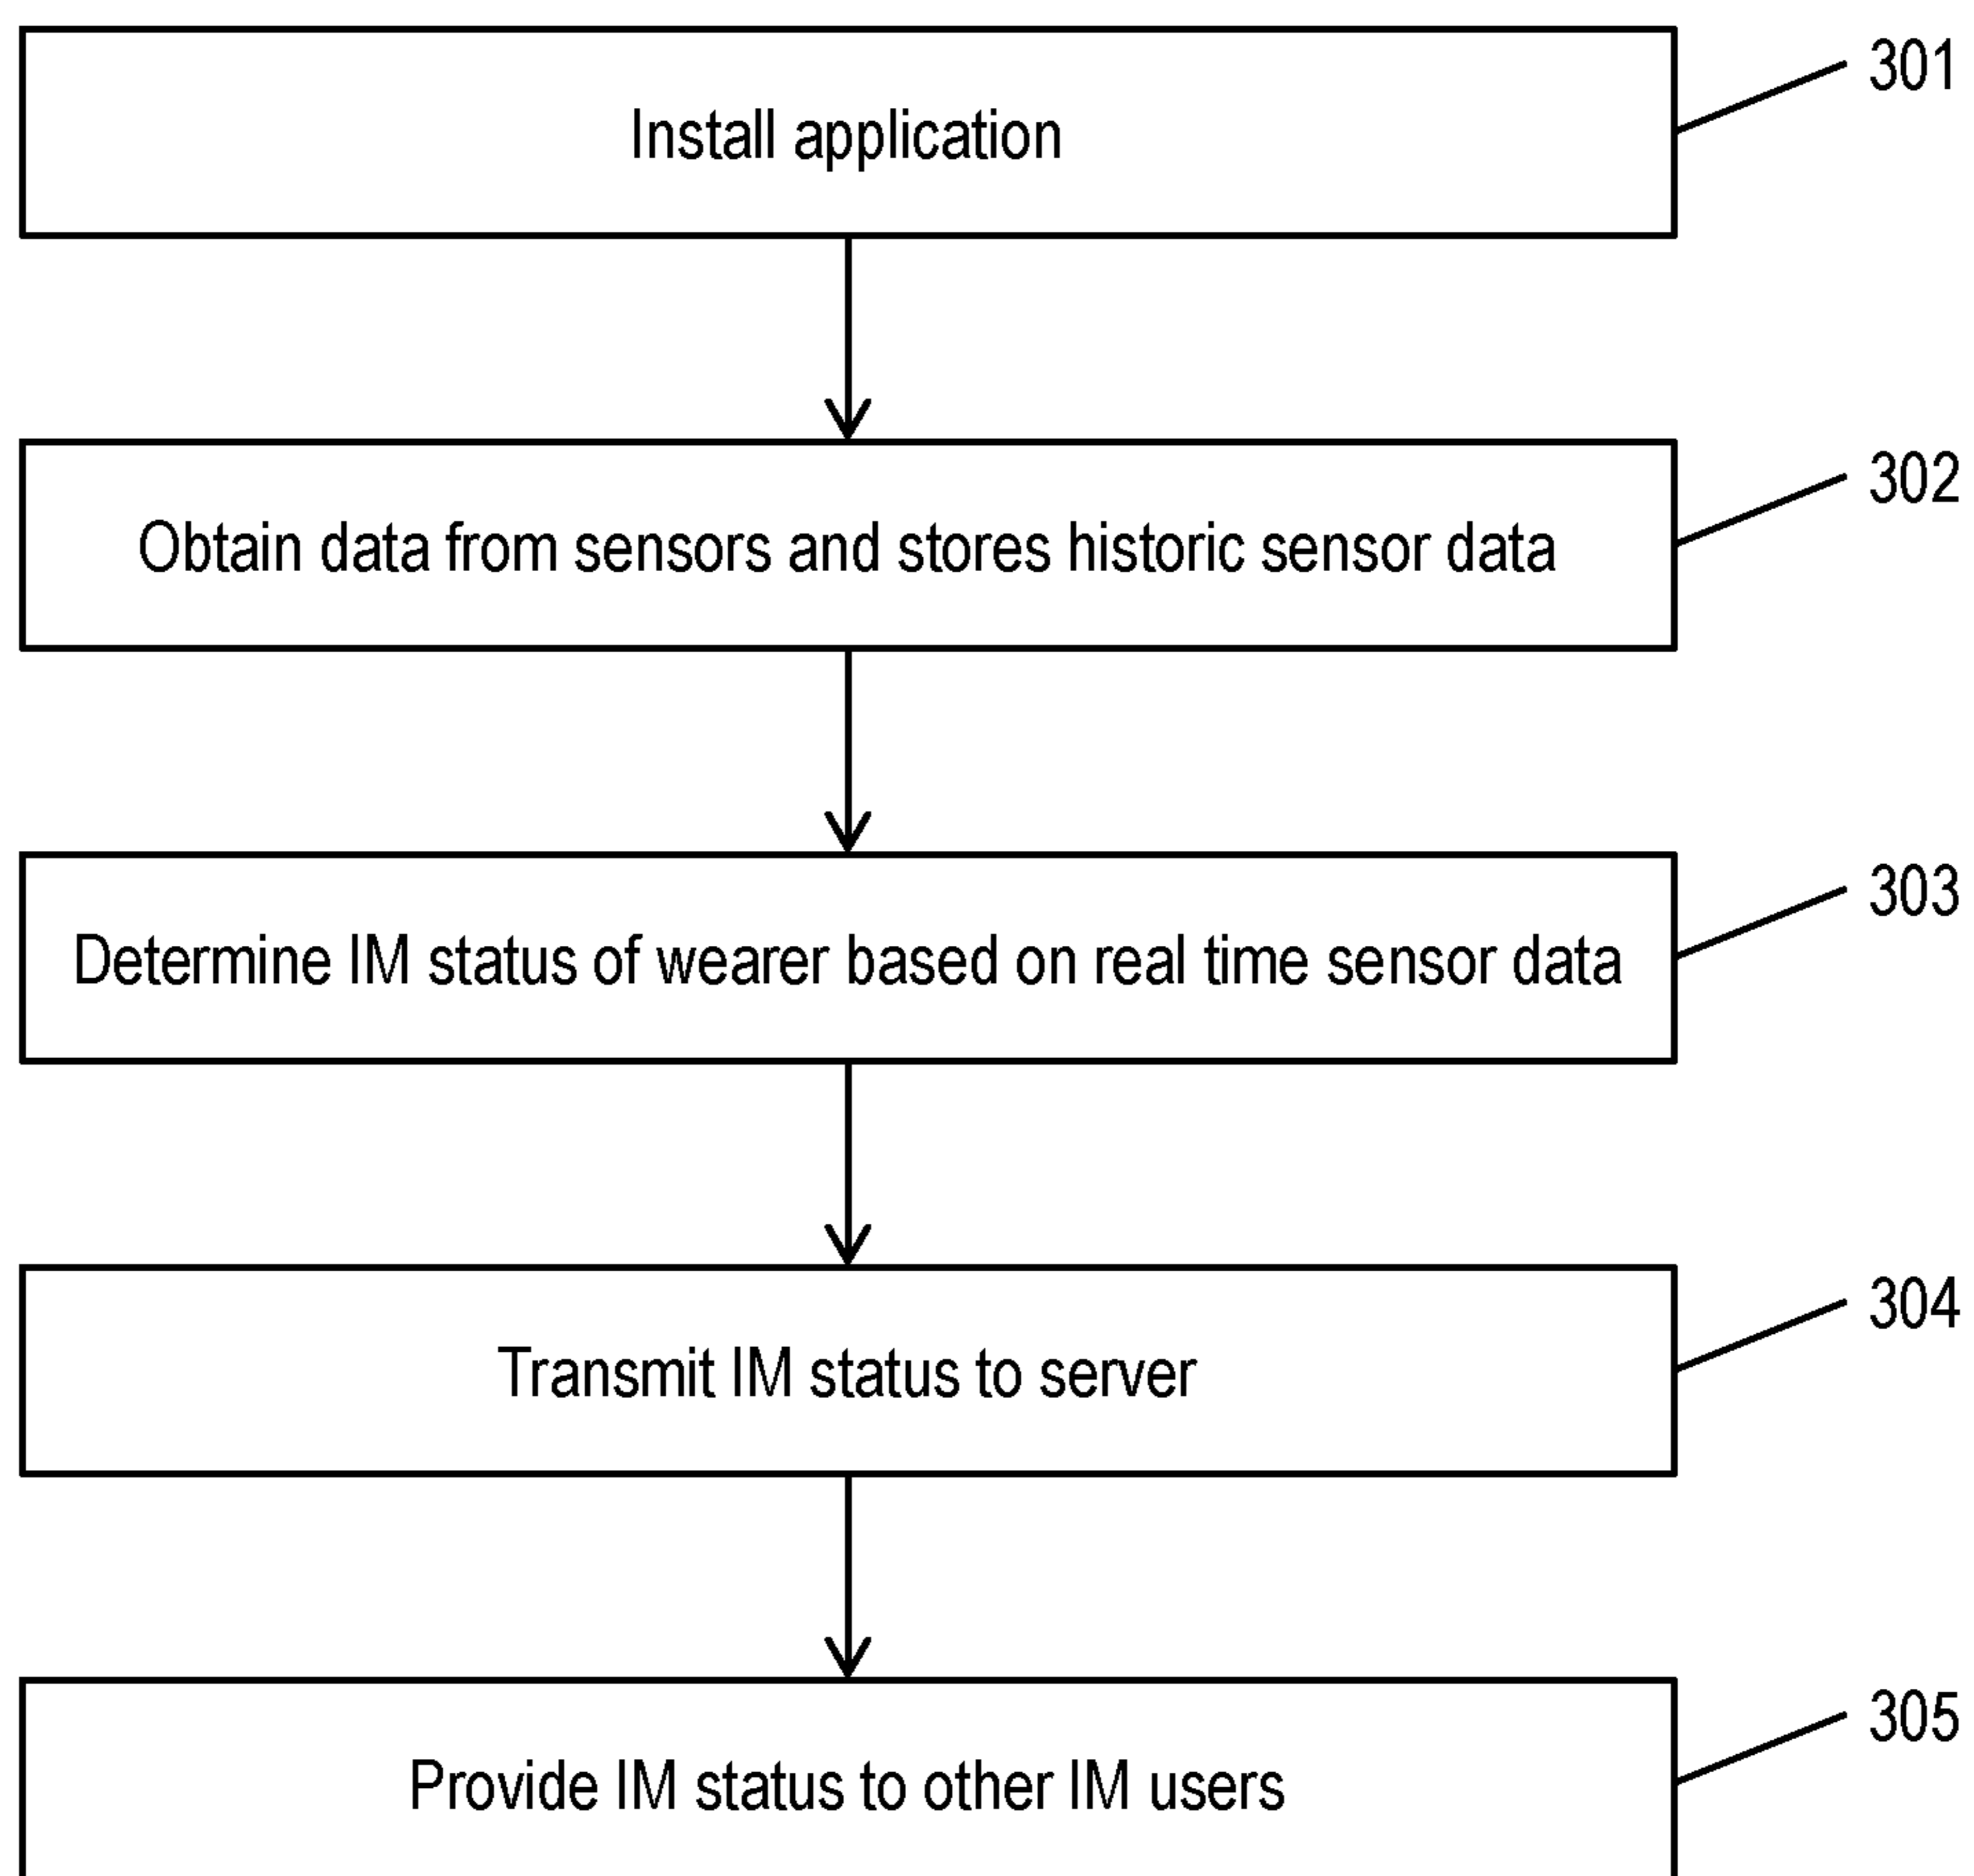 Install application
301
Obtain data from sensors and stores historic sensor data
302
Determine IM status of wearer based on real time sensor data
303
Transmit IM status to server
304
Provide IM status to other IM users
305